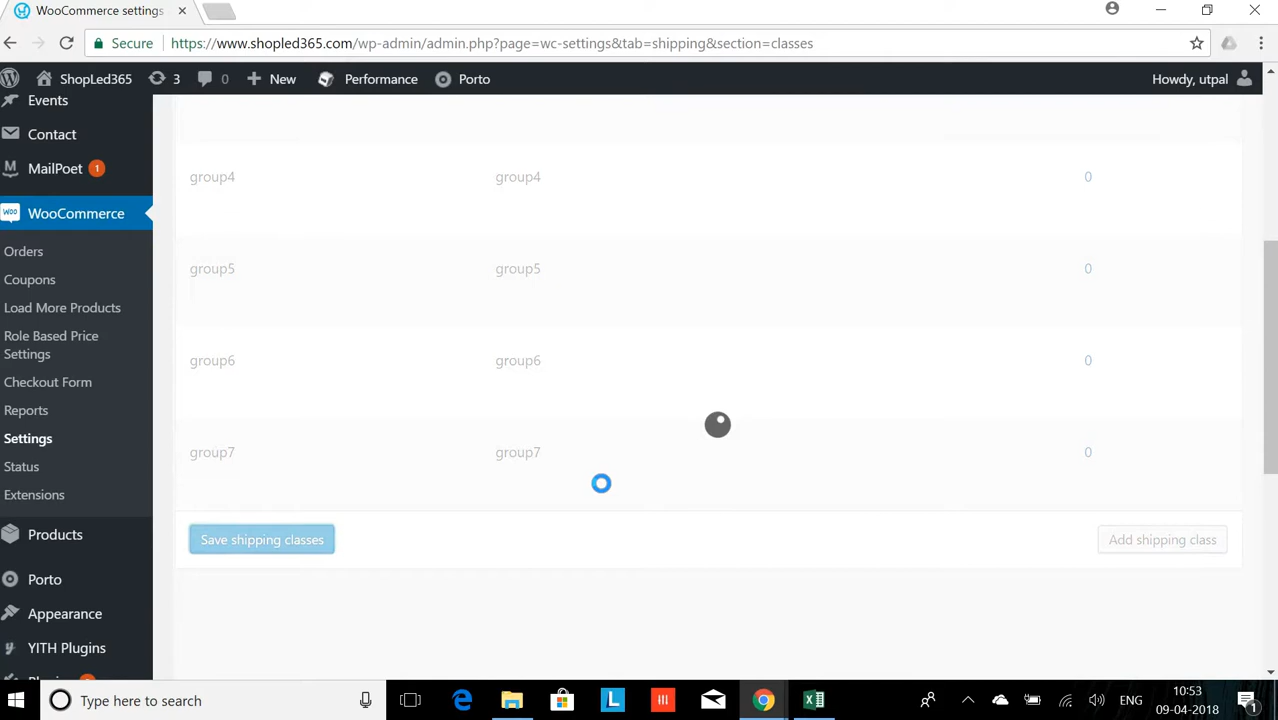 WooCommerce settings
Secure
https://www.shopled365.com/wp-admin/admin.php?page=wc-settings&tab=shipping&section=classes
ShopLed365
3
0
New
Performance
Porto
Howdy, utpal
Events
Contact
MailPoet 1
WooCommerce
Orders
Coupons
Load More Products
Role Based Price
Settings
Checkout Form
Reports
Settings
Status
Extensions
Products
Porto
Appearance
YITH Plugins
group4 group4 0
group5 group5 0
group6 group6 0
group7 group7 0
Save shipping classes
Add shipping class
Type here to search
ENG
10:53
09-04-2018
1